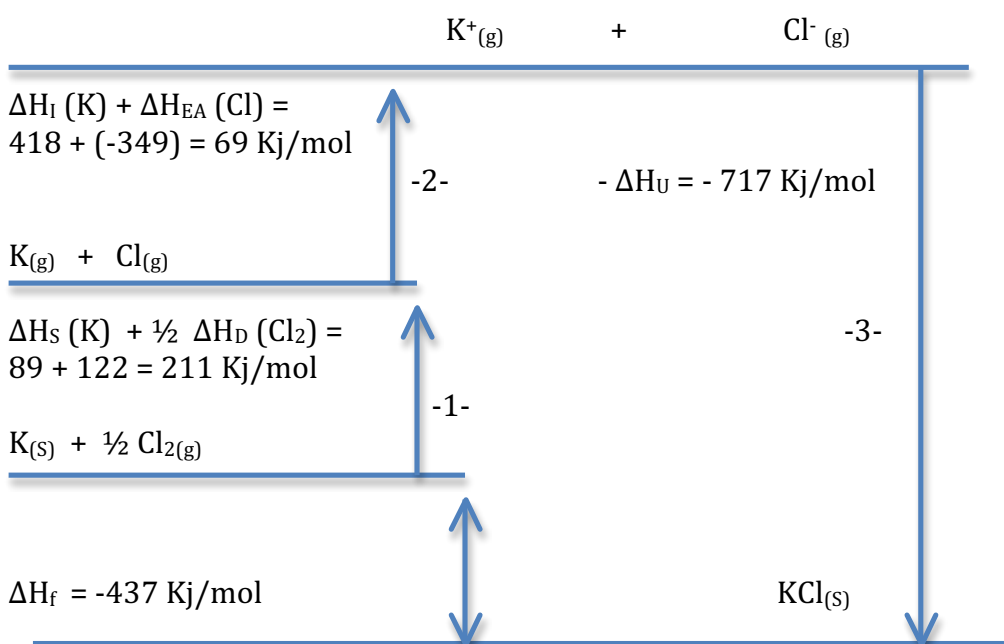 K⁺(g) + Cl⁻ (g)
ΔHI (K) + ΔHEA (Cl) =
418 + (-349) = 69 Kj/mol
-2-
- ΔHU = - 717 Kj/mol
K(g) + Cl(g)
ΔHS (K) + ½ ΔHD (Cl2) =
89 + 122 = 211 Kj/mol
-3-
-1-
K(S) + ½ Cl2(g)
ΔHf = -437 Kj/mol
KCl(S)